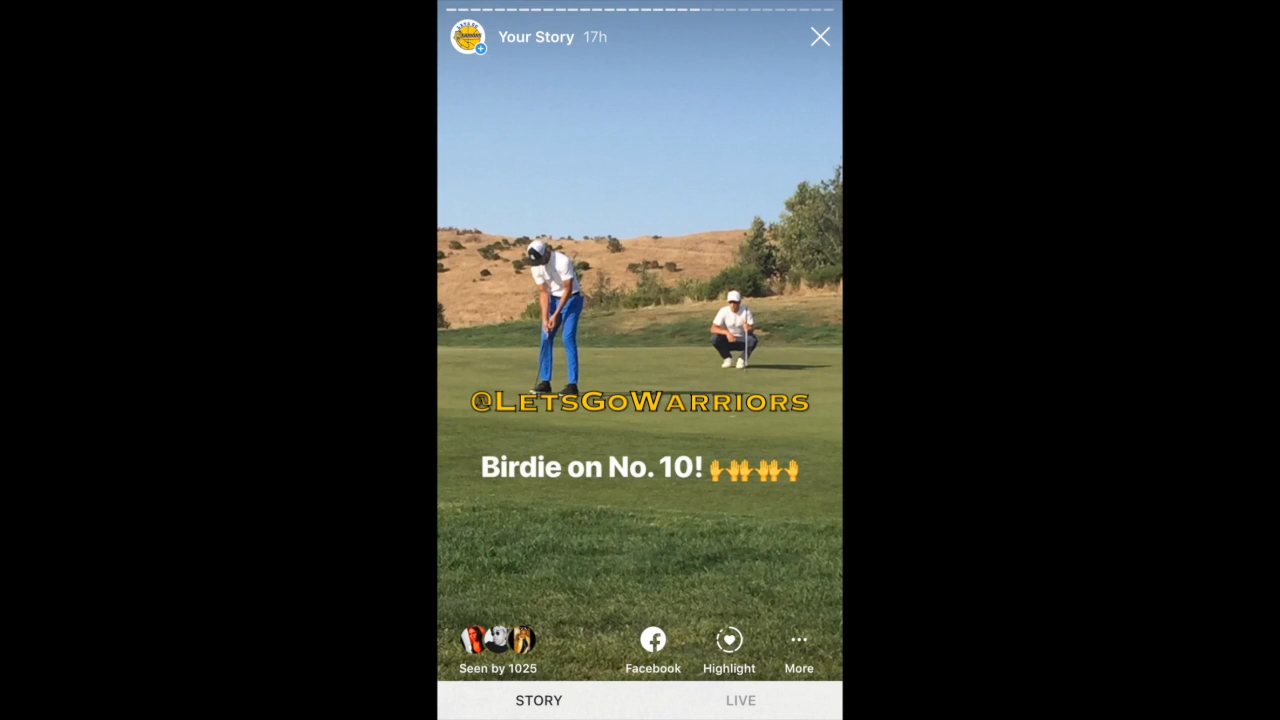 Your Story 17h
@LETSGOWARRIORS
Birdie on No. 10! 🙌🙌🙌
Seen by 1025
Facebook
Highlight
More
STORY
LIVE